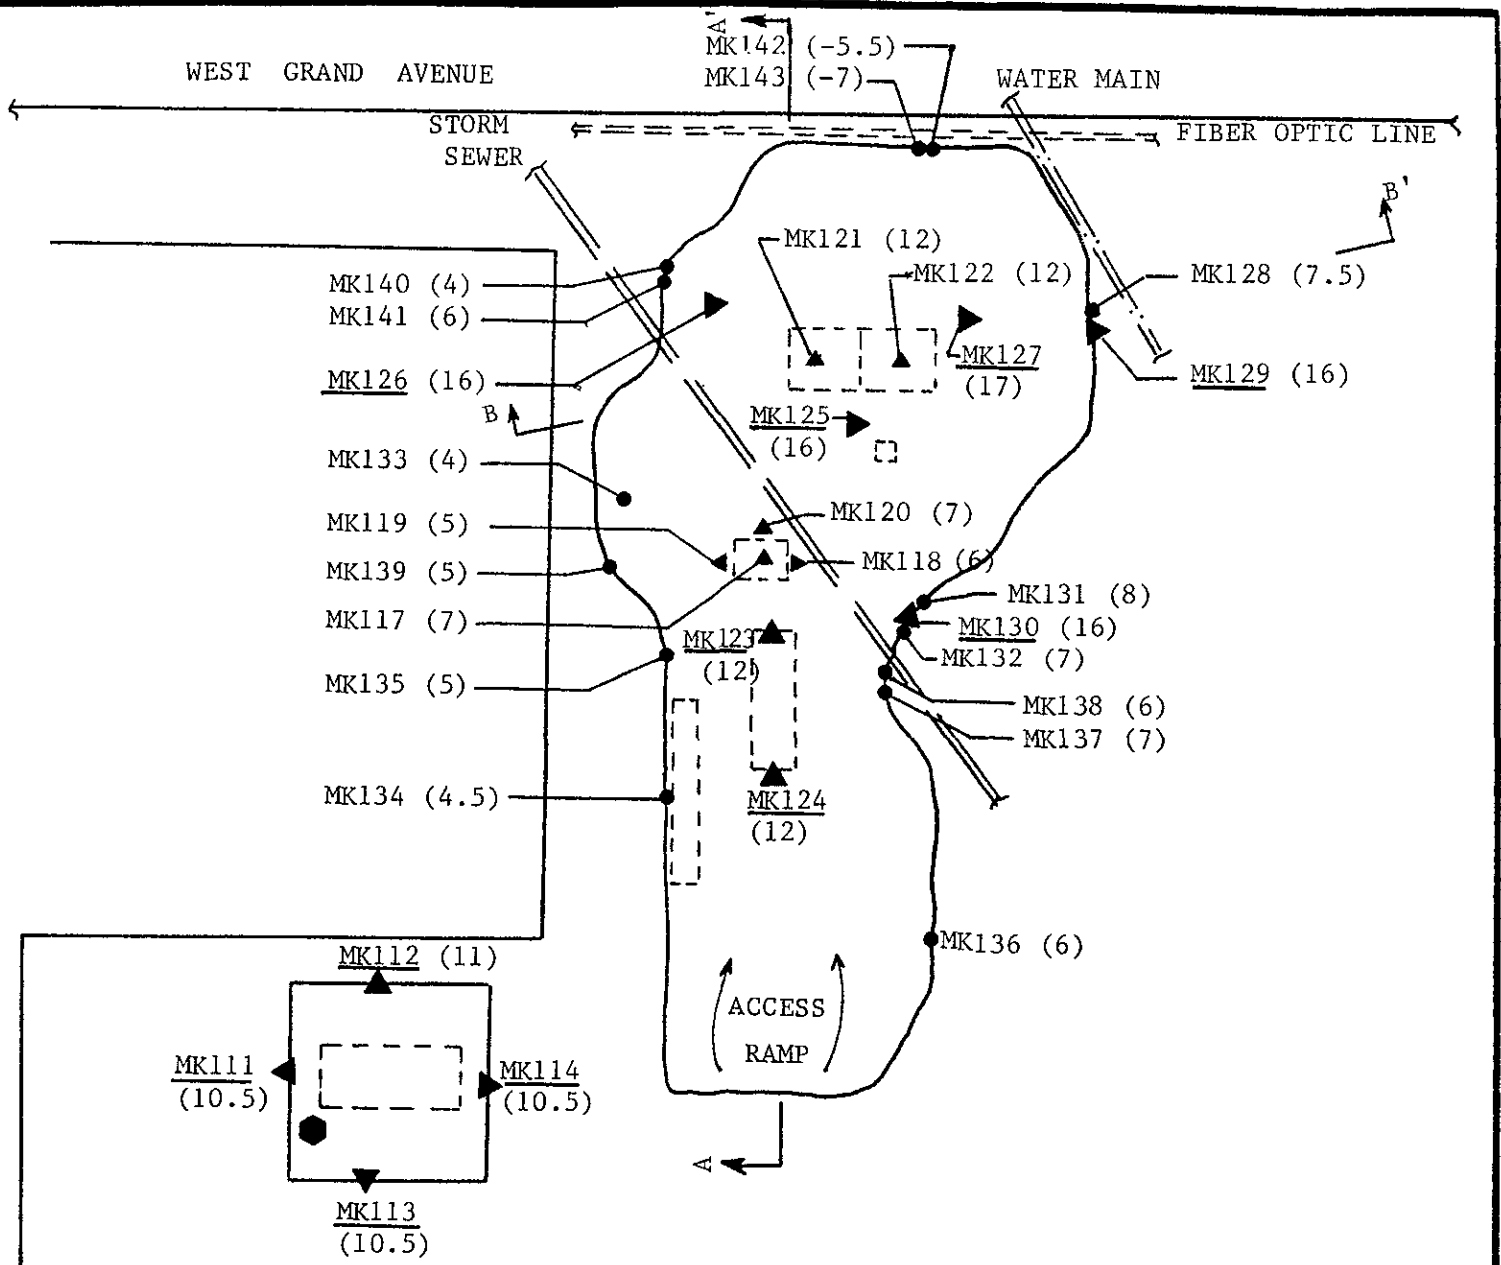 A'
MK142 (-5.5)
WEST GRAND AVENUE
MK143 (-7)
WATER MAIN
STORM
SEWER
FIBER OPTIC LINE
B'
MK121 (12)
MK140 (4)
MK122 (12)
MK128 (7.5)
MK141 (6)
MK126 (16)
MK127
(17)
MK129 (16)
B
MK125
(16)
MK133 (4)
MK120 (7)
MK119 (5)
MK118 (6)
MK139 (5)
MK131 (8)
MK117 (7)
MK130 (16)
MK123
(12)
MK132 (7)
MK135 (5)
MK138 (6)
MK137 (7)
MK134 (4.5)
MK124
(12)
MK136 (6)
MK112 (11)
ACCESS
RAMP
MK111
(10.5)
MK114
(10.5)
A
MK113
(10.5)